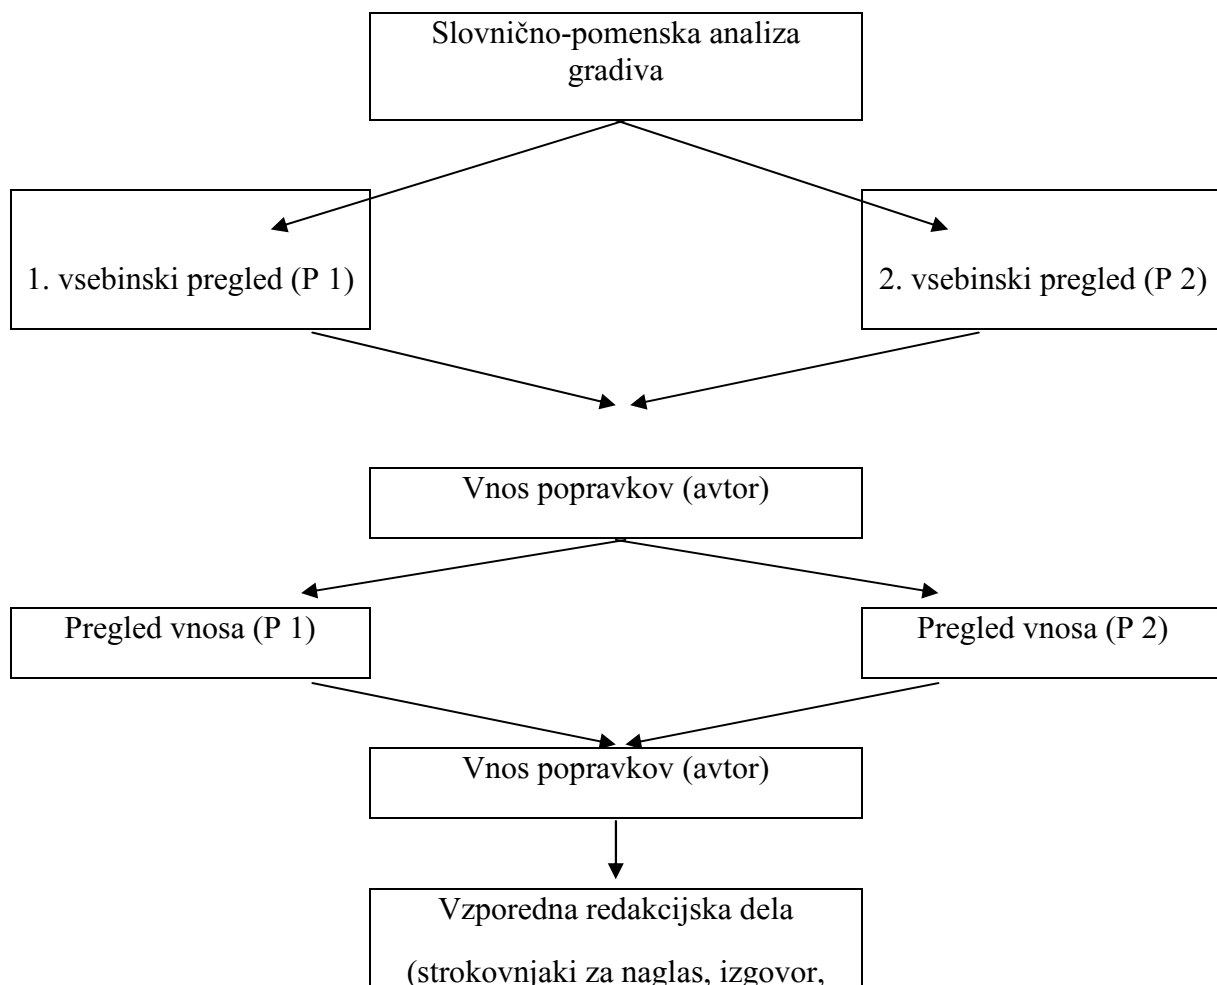 Slovnično-pomenska analiza
gradiva
1. vsebinski pregled (P 1)
2. vsebinski pregled (P 2)
Vnos popravkov (avtor)
Pregled vnosa (P 1)
Pregled vnosa (P 2)
Vnos popravkov (avtor)
Vzporedna redakcijska dela
(strokovnjaki za naglas, izgovor,